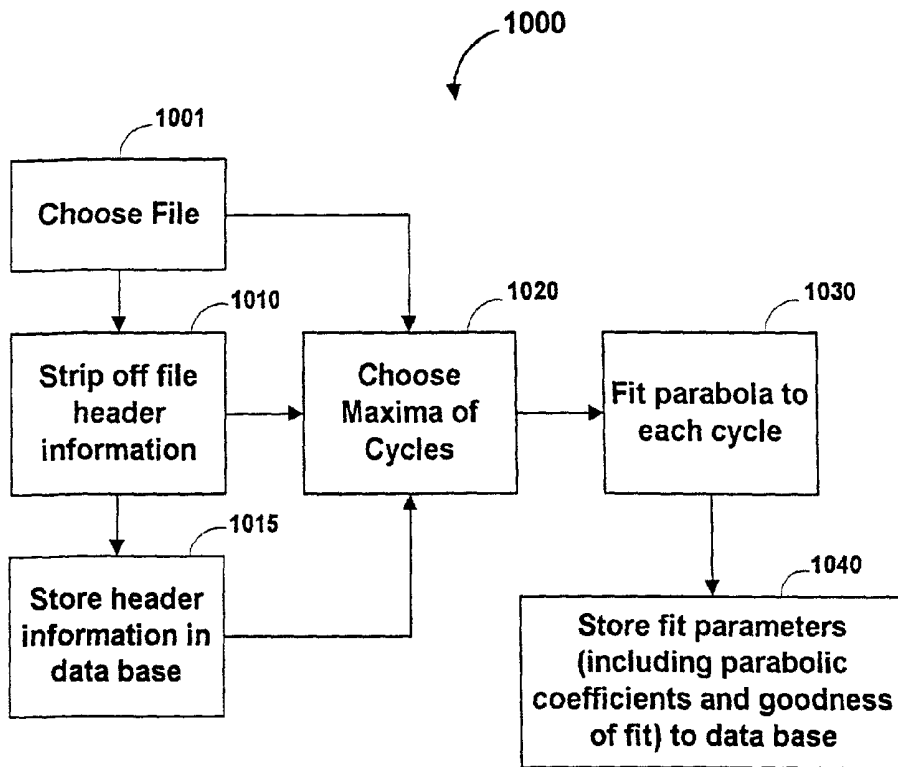 1000
1001
Choose File
1010
Strip off file
header
information
1020
Choose
Maxima of
Cycles
1030
Fit parabola to
each cycle
1015
Store header
information in
data base
1040
Store fit parameters
(including parabolic
coefficients and goodness
of fit) to data base